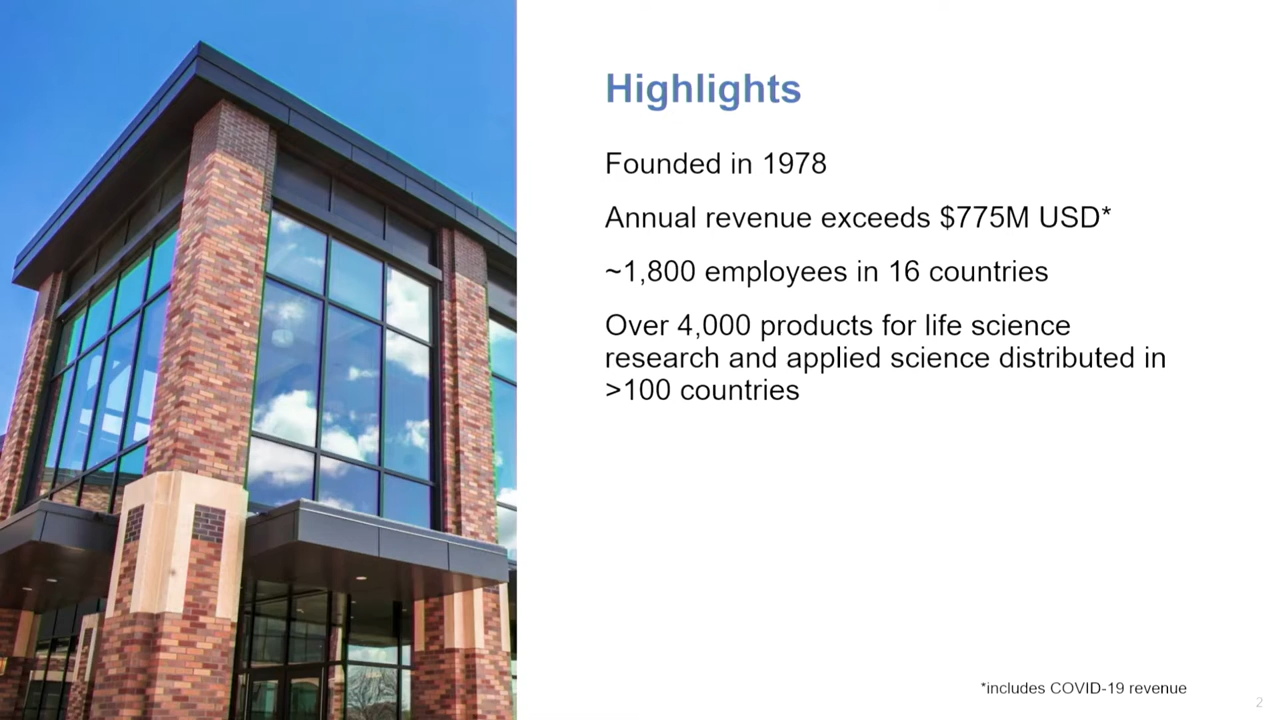 Highlights
Founded in 1978
Annual revenue exceeds $775M USD*
~1,800 employees in 16 countries
Over 4,000 products for life science
research and applied science distributed in
>100 countries
*includes COVID-19 revenue
2